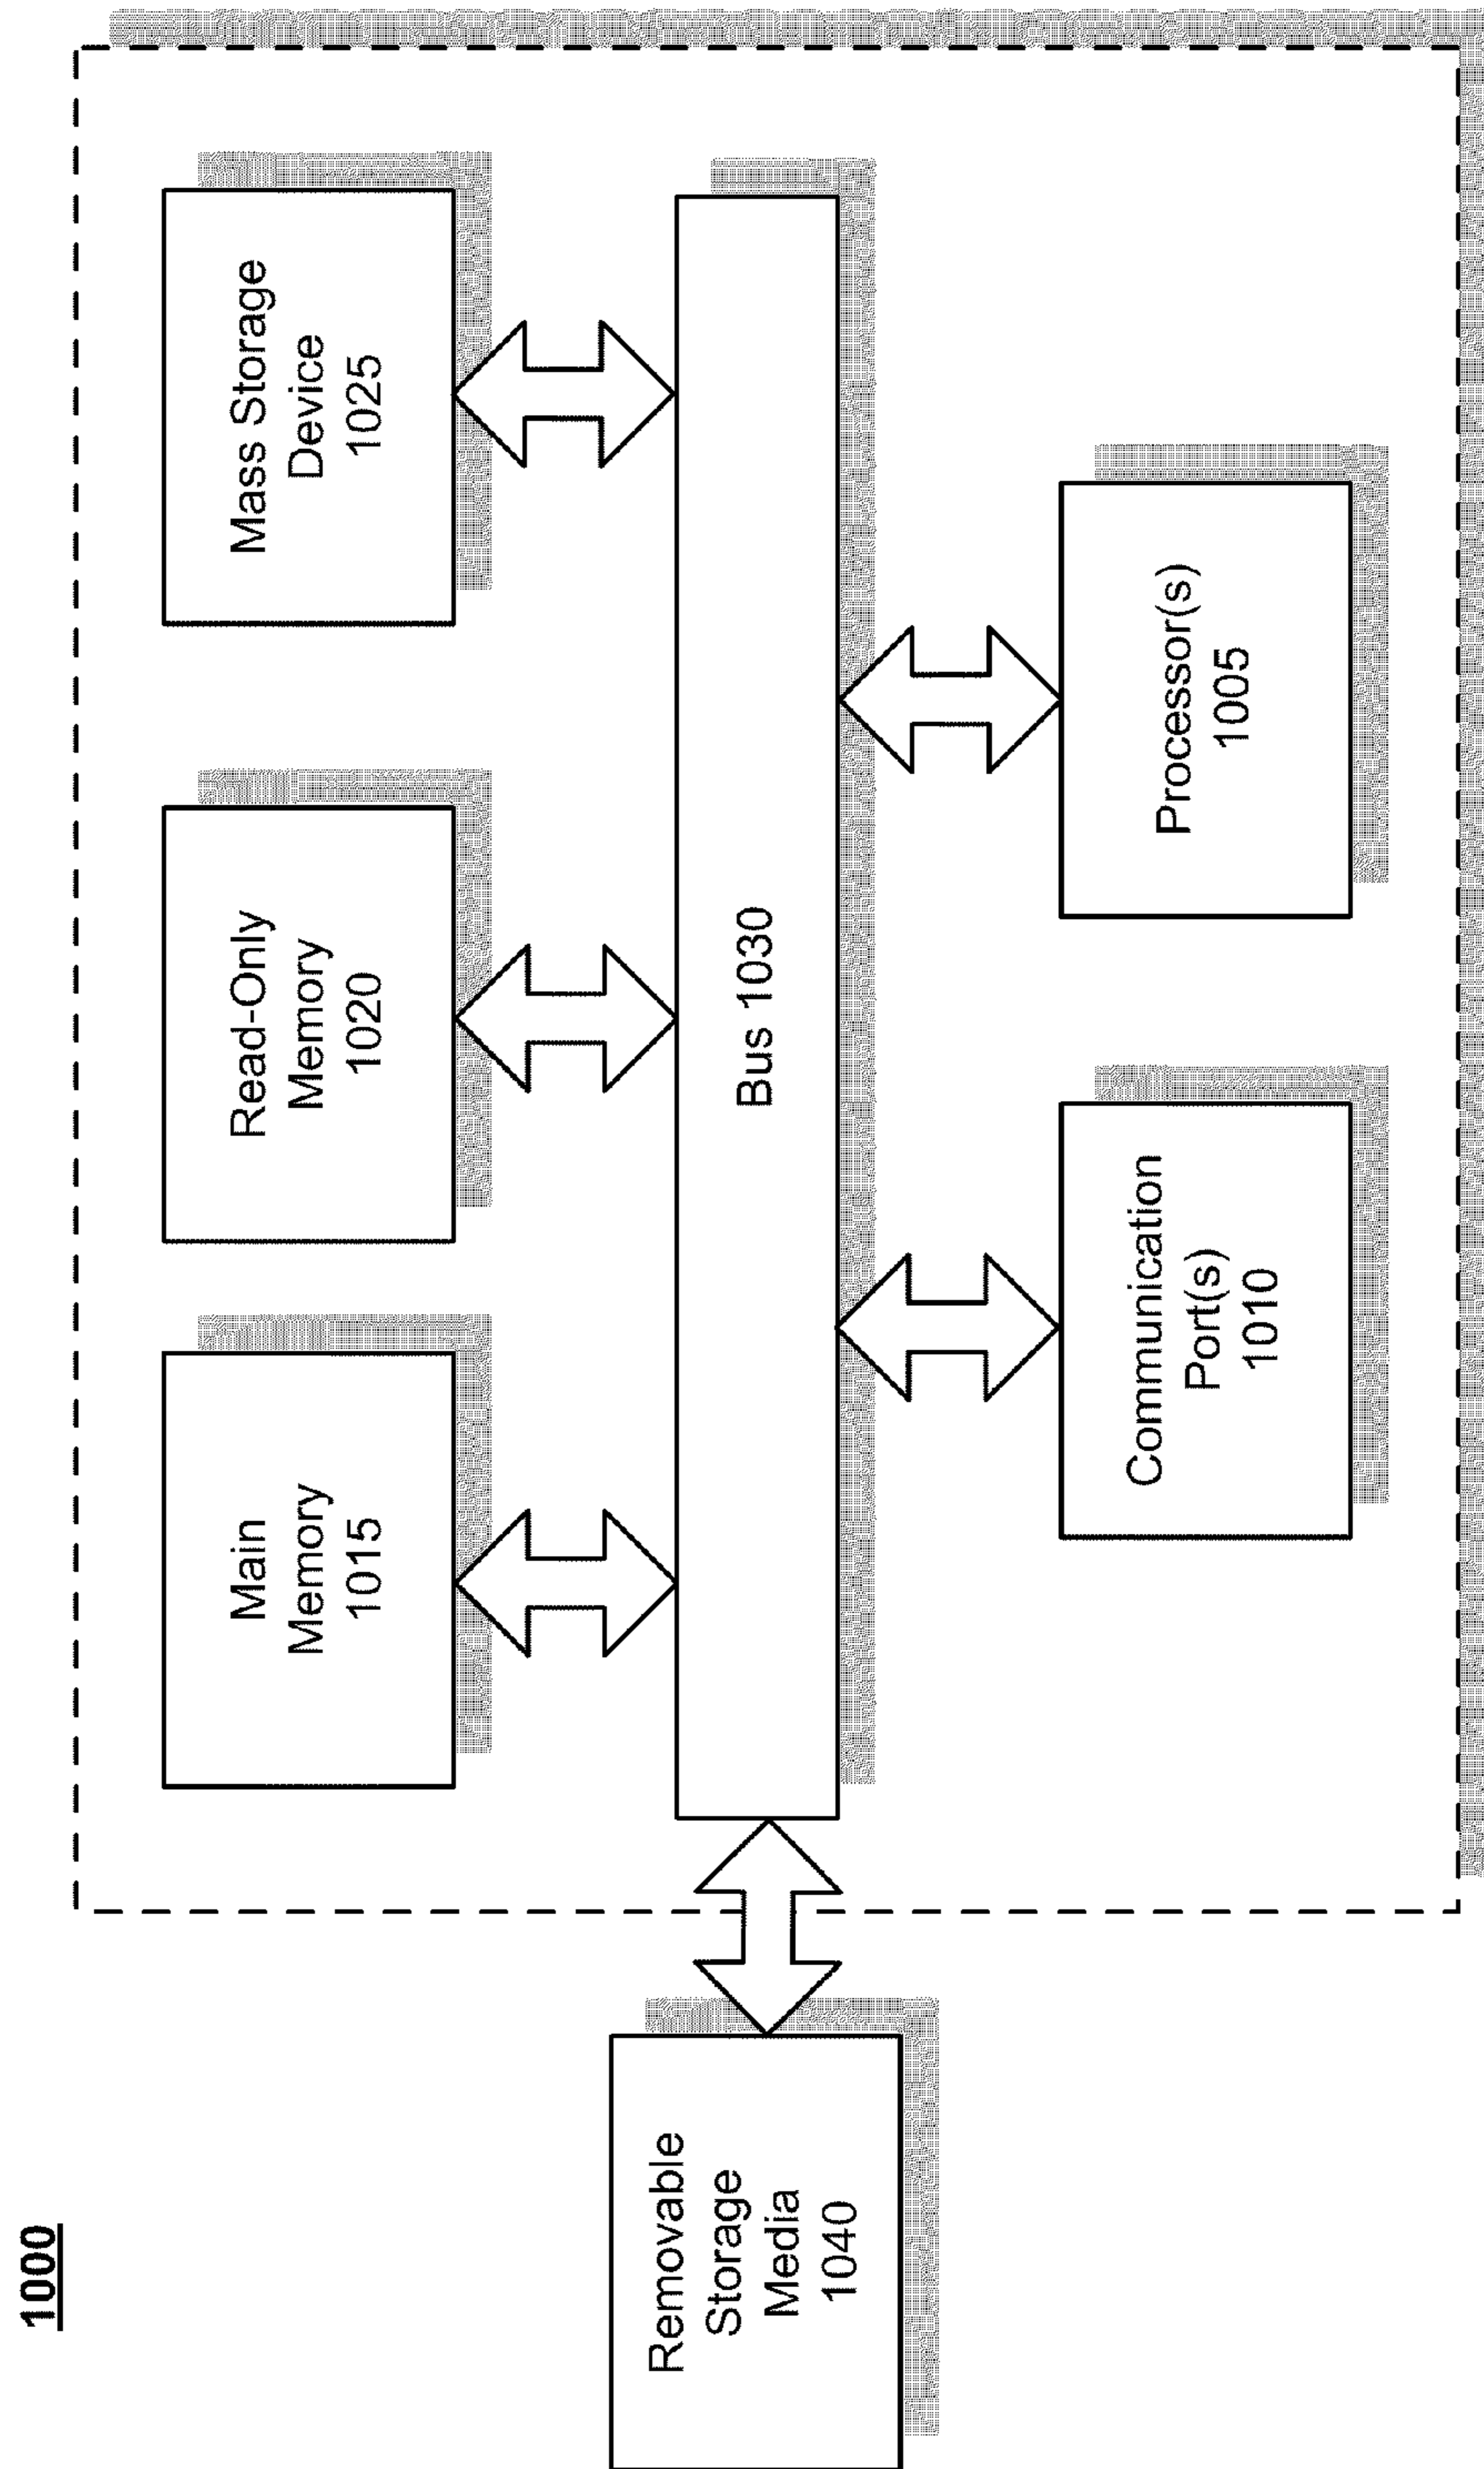 1000
Main
Memory
1015
Read-Only
Memory
1020
Mass Storage
Device
1025
Removable
Storage
Media
1040
Bus 1030
Communication
Port(s)
1010
Processor(s)
1005